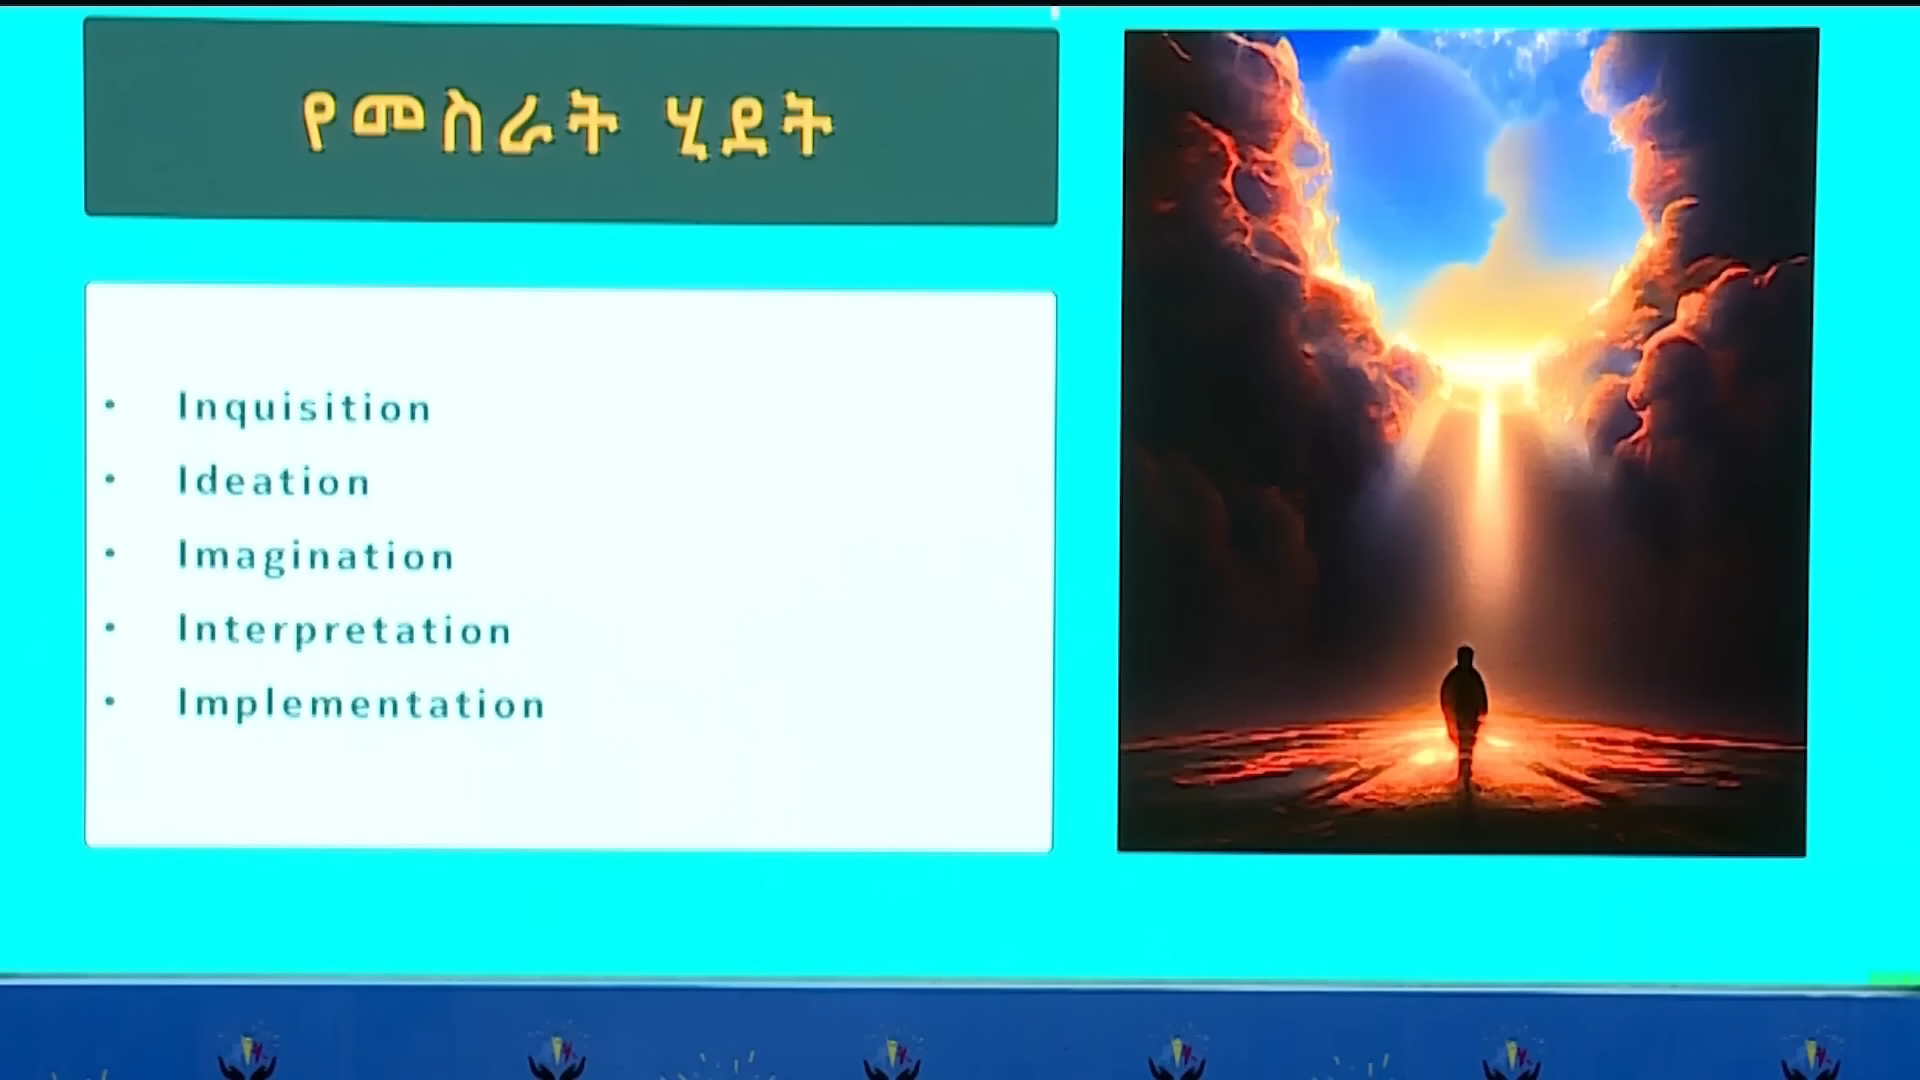 የመስራት ሂደት
• Inquisition
• Ideation
• Imagination
• Interpretation
• Implementation